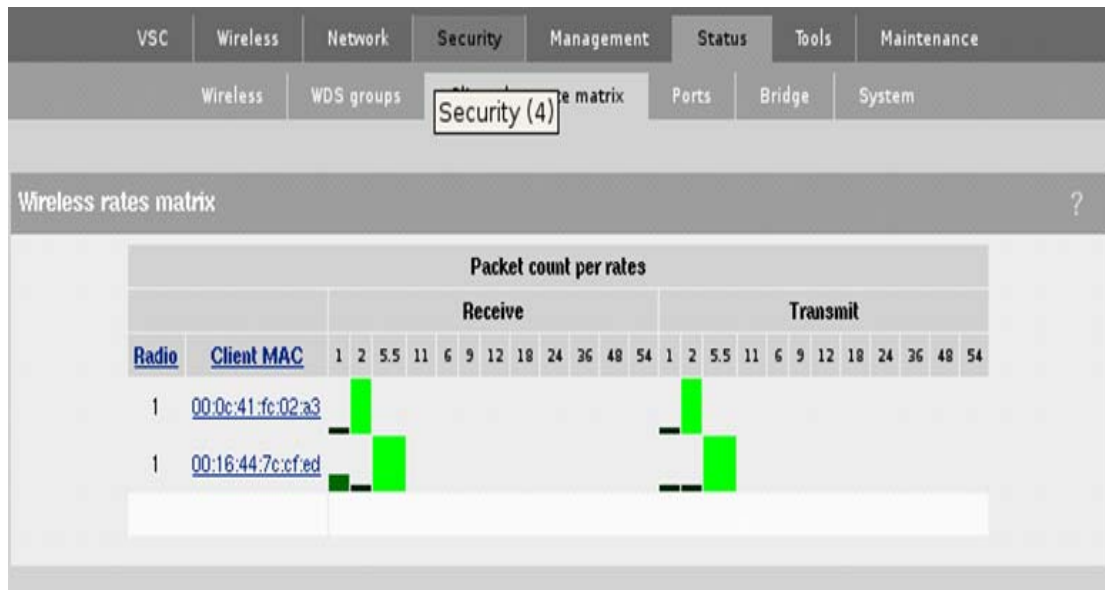 VSC Wireless Network Security Management Status Tools Maintenance
Wireless WDS groups matrix Ports Bridge System
Security (4)
Wireless rates matrix ?
Packet count per rates
Receive Transmit
Radio Client MAC 1 2 5.5 11 6 9 12 18 24 36 48 54 1 2 5.5 11 6 9 12 18 24 36 48 54
1 00:0c:41:fc:02:a3
1 00:16:44:7c:cf:ed